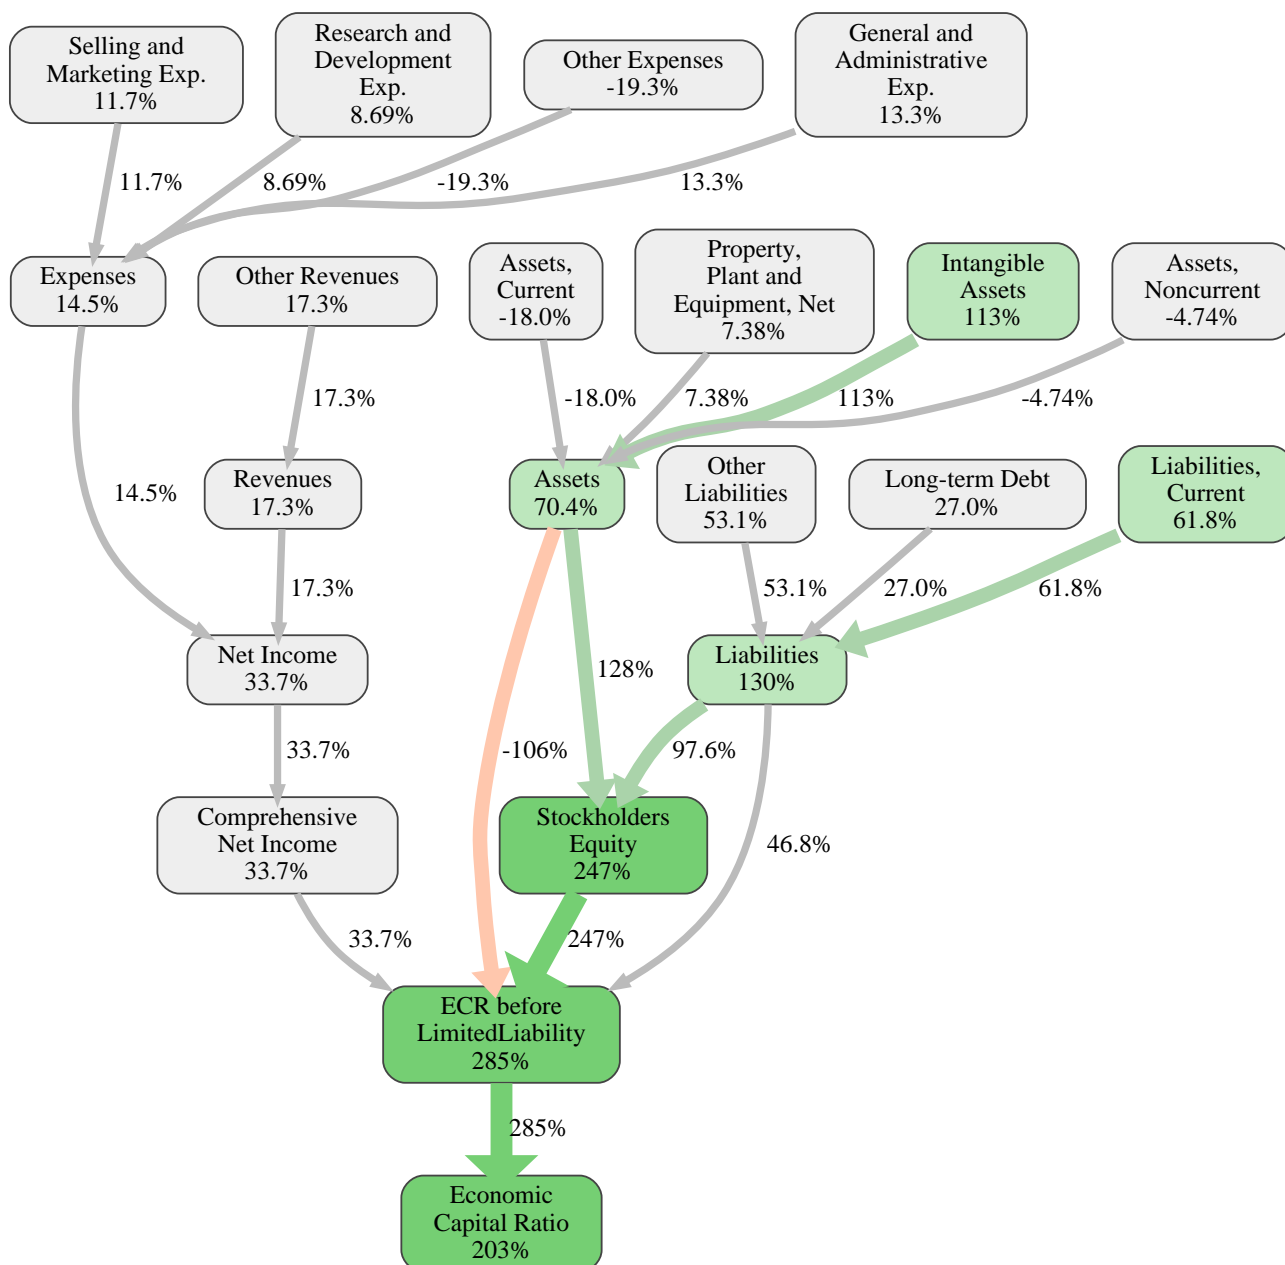 Selling and
Marketing Exp.
11.7%
Research and
Development
Exp.
8.69%
Other Expenses
-19.3%
General and
Administrative
Exp.
13.3%
11.7%
8.69%
-19.3%
13.3%
Expenses
14.5%
Other Revenues
17.3%
Assets,
Current
-18.0%
Property,
Plant and
Equipment, Net
7.38%
Intangible
Assets
113%
Assets,
Noncurrent
-4.74%
17.3%
-18.0%
7.38%
113%
-4.74%
14.5%
Revenues
17.3%
Assets
70.4%
Other
Liabilities
53.1%
Long-term Debt
27.0%
Liabilities,
Current
61.8%
17.3%
53.1%
27.0%
61.8%
Net Income
33.7%
128%
Liabilities
130%
33.7%
-106%
97.6%
Comprehensive
Net Income
33.7%
Stockholders
Equity
247%
46.8%
33.7%
247%
ECR before
LimitedLiability
285%
285%
Economic
Capital Ratio
203%